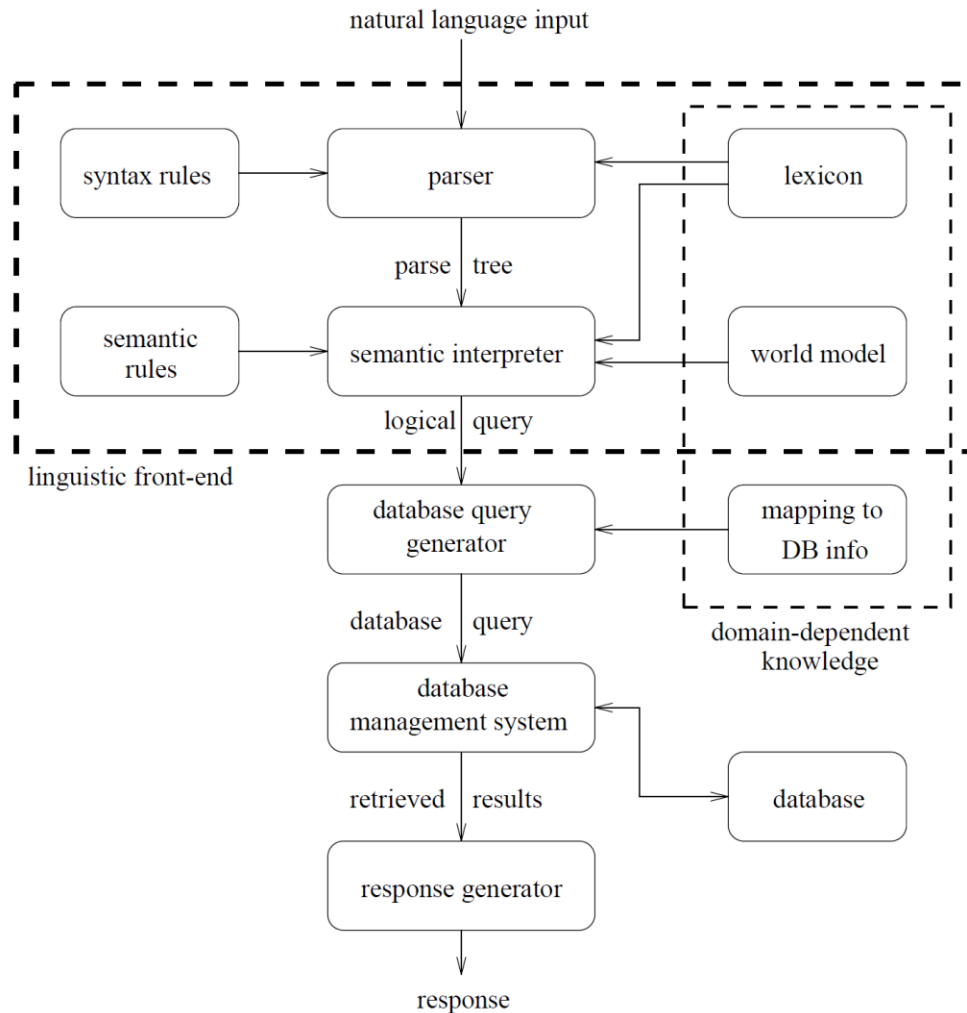 natural language input
syntax rules
parser
lexicon
parse tree
semantic
rules
semantic interpreter
world model
logical query
linguistic front-end
database query
generator
mapping to
DB info
database query
domain-dependent
knowledge
database
management system
retrieved results
database
response generator
response